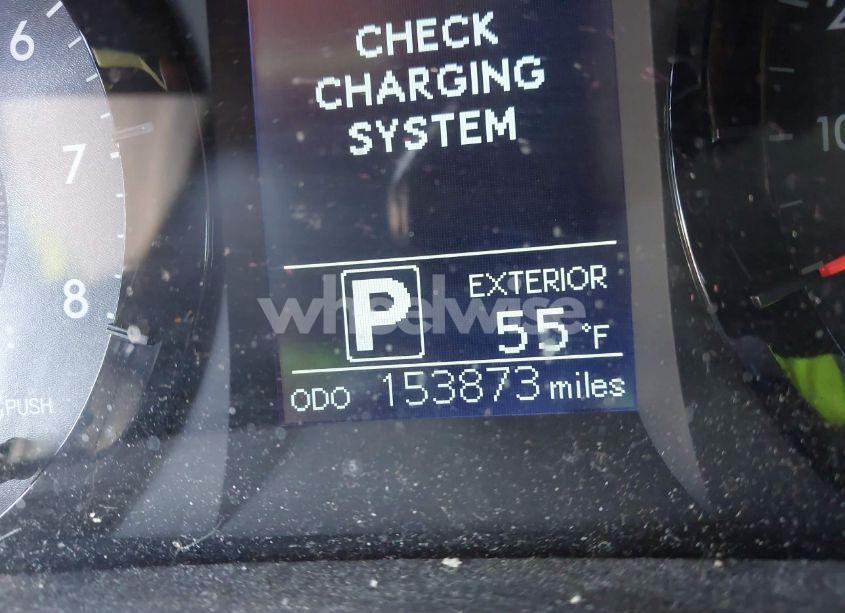 CHECK
CHARGING
SYSTEM
6
7
8
10
PUSH
P
EXTERIOR
55 °F
ODO 153873 miles
wheelwise